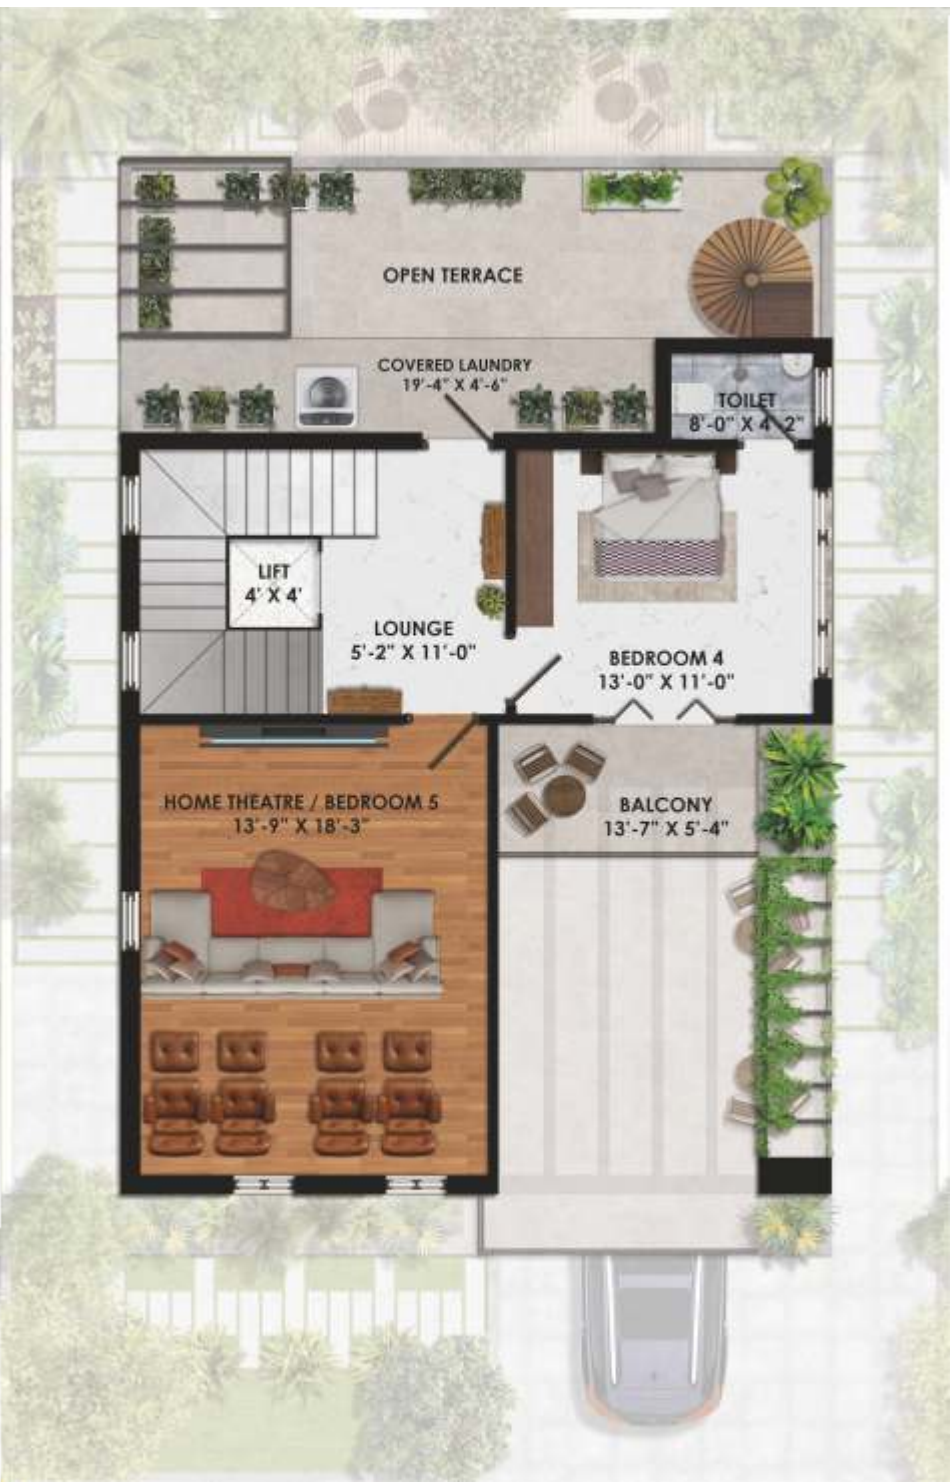 OPEN TERRACE
COVERED LAUNDRY
19'-4" X 4'-6"
TOILET
8'-0" X 4'-2"
LIFT
4' X 4'
LOUNGE
5'-2" X 11'-0"
BEDROOM 4
13'-0" X 11'-0"
HOME THEATRE / BEDROOM 5
13'-9" X 18'-3"
BALCONY
13'-7" X 5'-4"